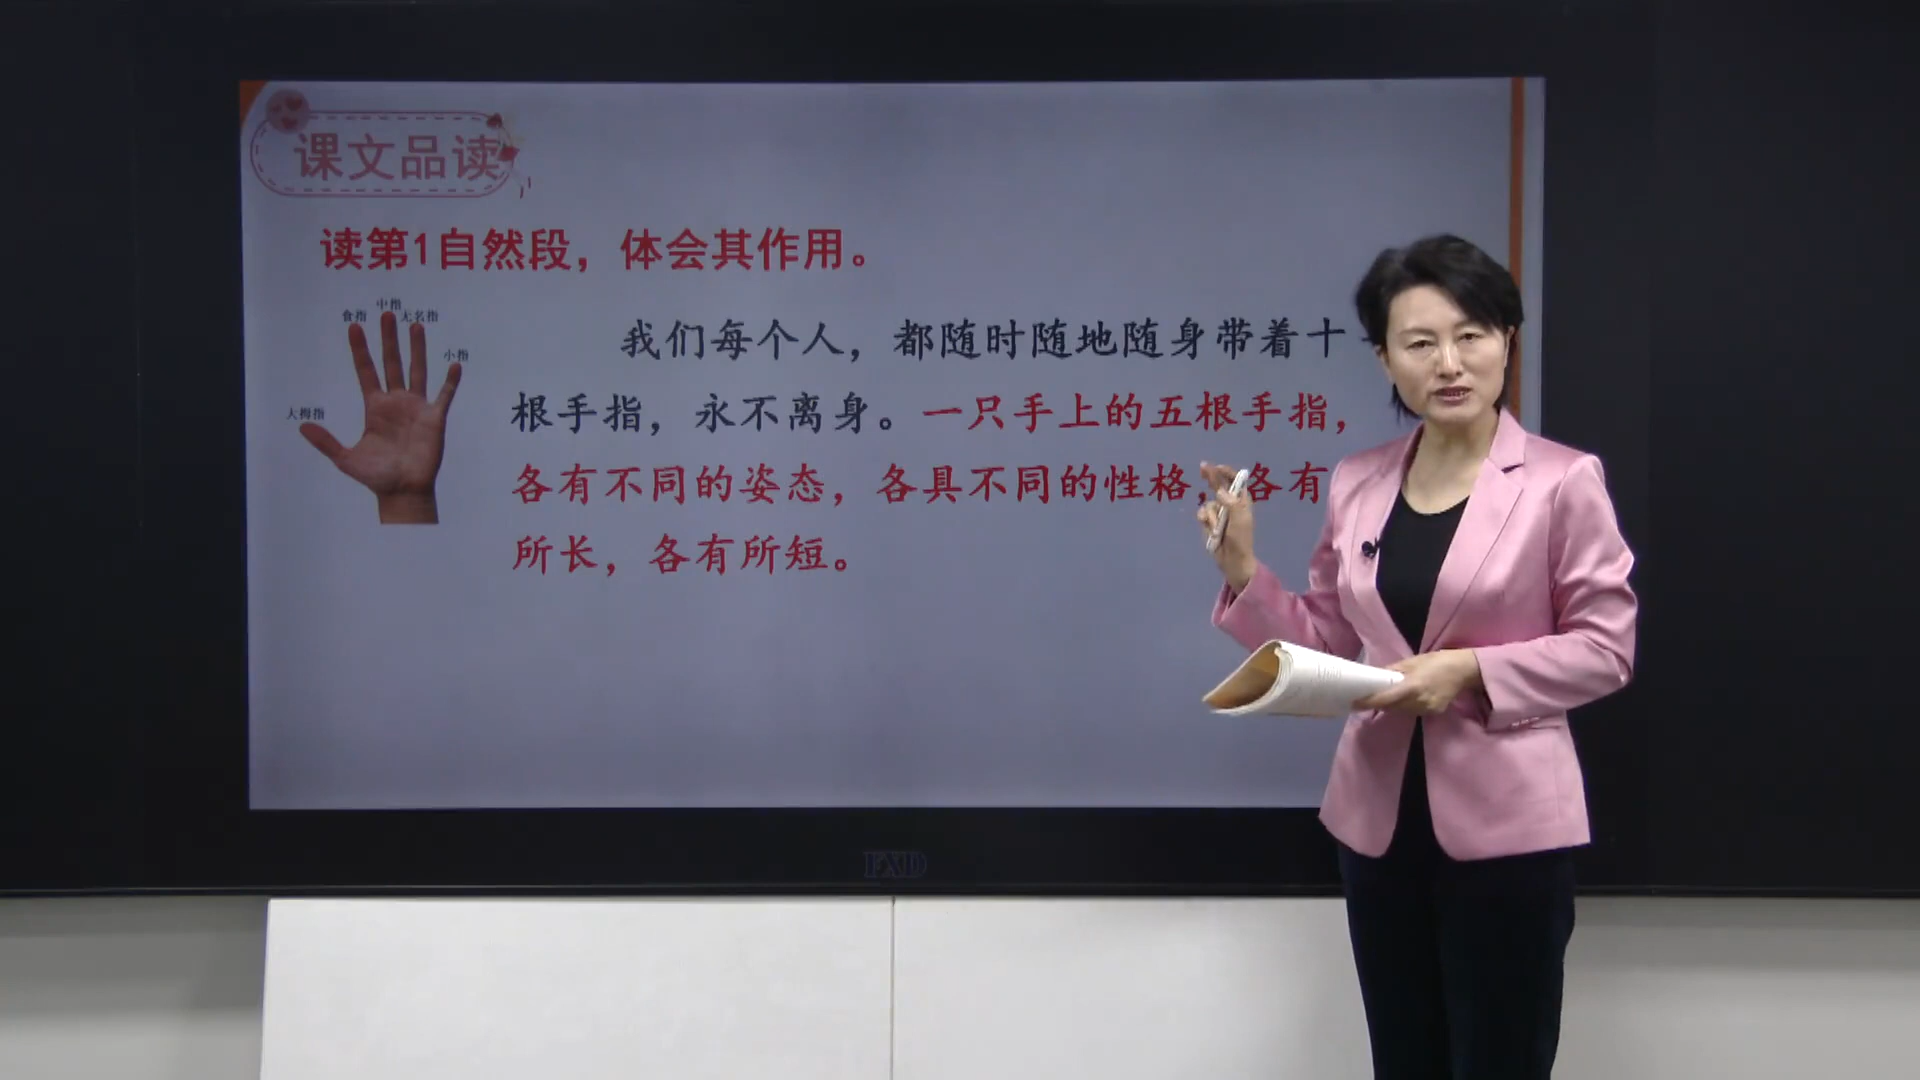 课文品读
读第1自然段，体会其作用。
中指
食指
无名指
小指
大拇指
我们每个人，都随时随地随身带着十
根手指，永不离身。一只手上的五根手指，
各有不同的姿态，各具不同的性格，各有
所长，各有所短。
FXD